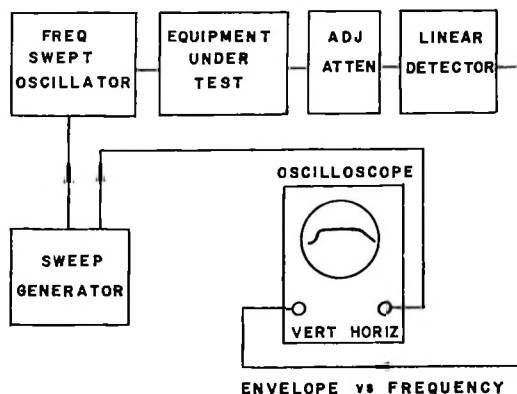 FREQ
SWEPT
OSCILLATOR
EQUIPMENT
UNDER
TEST
ADJ
ATTEN
LINEAR
DETECTOR
OSCILLOSCOPE
SWEEP
GENERATOR
VERT HORIZ
ENVELOPE vs FREQUENCY